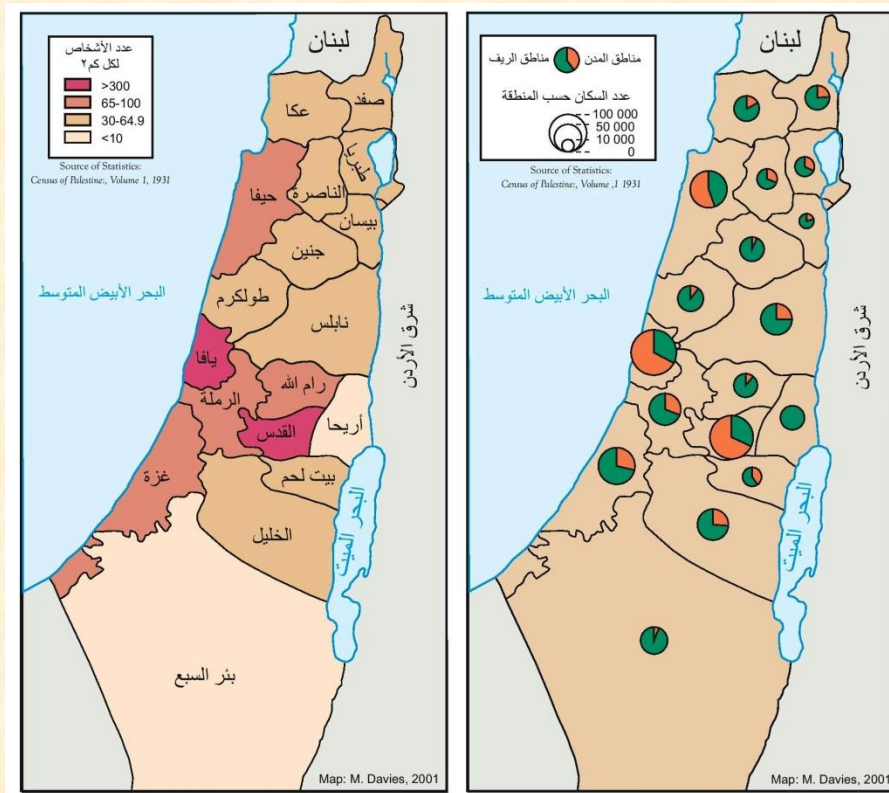 لبنان
عدد الأشخاص
لكل كم٢
>300
65-100
30-64.9
<10
Source of Statistics:
Census of Palestine:, Volume 1, 1931
صفد
عكا
طبريا
الناصرة
حيفا
بيسان
جنين
البحر الأبيض المتوسط
طولكرم
نابلس
شرق الأردن
يافا
رام الله
الرملة
أريحا
القدس
غزة
بيت لحم
الخليل
البحر الميت
بئر السبع
Map: M. Davies, 2001
لبنان
مناطق المدن
مناطق الريف
عدد السكان حسب المنطقة
100 000
50 000
10 000
0
Source of Statistics:
Census of Palestine:, Volume ,1 1931
البحر الأبيض المتوسط
شرق الأردن
البحر الميت
Map: M. Davies, 2001